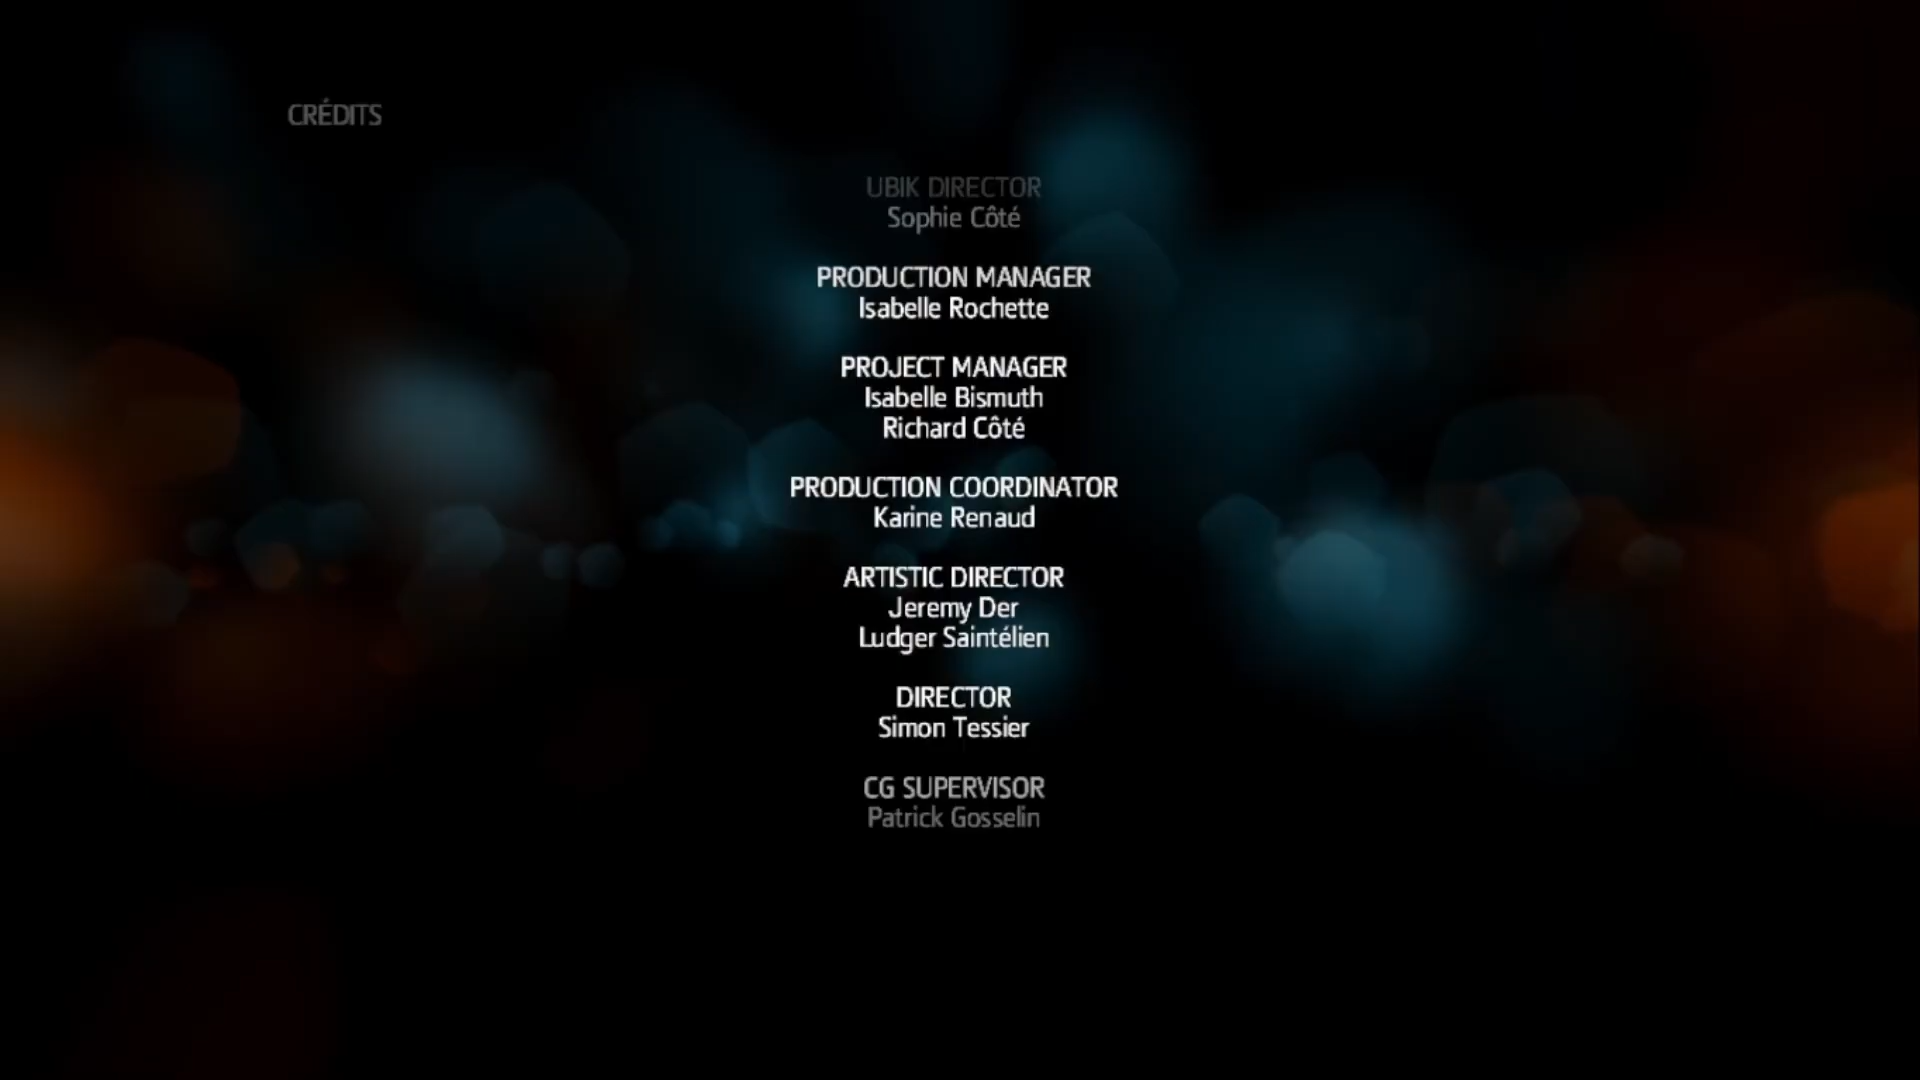 CRÉDITS
UBIK DIRECTOR
Sophie Côté
PRODUCTION MANAGER
Isabelle Rochette
PROJECT MANAGER
Isabelle Bismuth
Richard Côté
PRODUCTION COORDINATOR
Karine Renaud
ARTISTIC DIRECTOR
Jeremy Der
Ludger Saintélien
DIRECTOR
Simon Tessier
CG SUPERVISOR
Patrick Gosselin